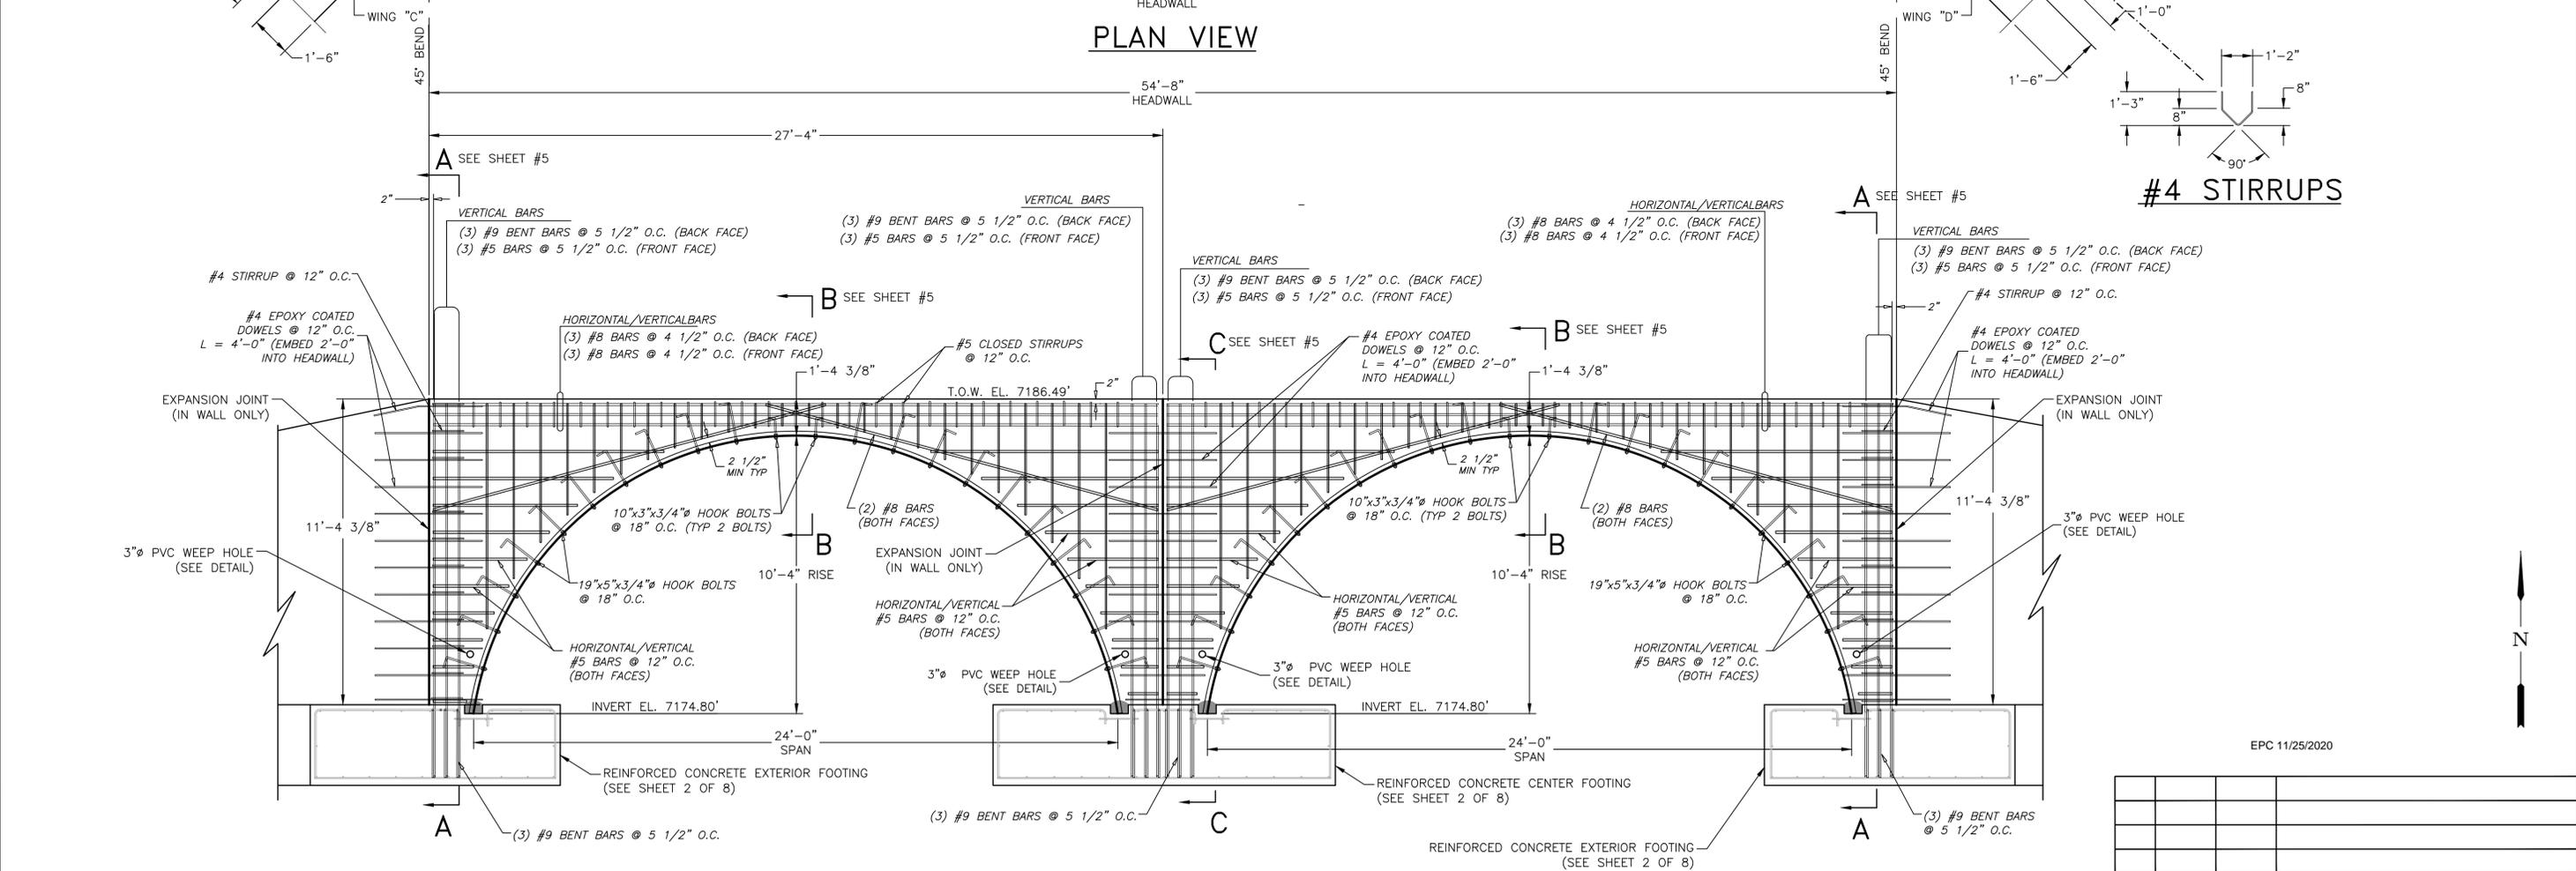 HEADWALL
WING "C"
1'-6"
45° BEND
PLAN VIEW
WING "D"
1'-0"
1'-6"
45° BEND
54'-8"
HEADWALL
27'-4"
1'-2"
1'-3"
8"
8"
90°
#4 STIRRUPS
A SEE SHEET #5
2"
VERTICAL BARS
(3) #9 BENT BARS @ 5 1/2" O.C. (BACK FACE)
(3) #5 BARS @ 5 1/2" O.C. (FRONT FACE)
VERTICAL BARS
(3) #9 BENT BARS @ 5 1/2" O.C. (BACK FACE)
(3) #5 BARS @ 5 1/2" O.C. (FRONT FACE)
HORIZONTAL/VERTICALBARS
(3) #8 BARS @ 4 1/2" O.C. (BACK FACE)
(3) #8 BARS @ 4 1/2" O.C. (FRONT FACE)
A SEE SHEET #5
VERTICAL BARS
(3) #9 BENT BARS @ 5 1/2" O.C. (BACK FACE)
(3) #5 BARS @ 5 1/2" O.C. (FRONT FACE)
#4 STIRRUP @ 12" O.C.
#4 EPOXY COATED
DOWELS @ 12" O.C.
L = 4'-0" (EMBED 2'-0"
INTO HEADWALL)
B SEE SHEET #5
HORIZONTAL/VERTICALBARS
(3) #8 BARS @ 4 1/2" O.C. (BACK FACE)
(3) #8 BARS @ 4 1/2" O.C. (FRONT FACE)
VERTICAL BARS
(3) #9 BENT BARS @ 5 1/2" O.C. (BACK FACE)
(3) #5 BARS @ 5 1/2" O.C. (FRONT FACE)
#5 CLOSED STIRRUPS
@ 12" O.C.
C SEE SHEET #5
#4 EPOXY COATED
DOWELS @ 12" O.C.
L = 4'-0" (EMBED 2'-0"
INTO HEADWALL)
B SEE SHEET #5
#4 STIRRUP @ 12" O.C.
2"
#4 EPOXY COATED
DOWELS @ 12" O.C.
L = 4'-0" (EMBED 2'-0"
INTO HEADWALL)
1'-4 3/8"
T.O.W. EL. 7186.49'
2"
1'-4 3/8"
EXPANSION JOINT
(IN WALL ONLY)
EXPANSION JOINT
(IN WALL ONLY)
2 1/2"
MIN TYP
2 1/2"
MIN TYP
11'-4 3/8"
10"x3"x3/4"ø HOOK BOLTS
@ 18" O.C. (TYP 2 BOLTS)
(2) #8 BARS
(BOTH FACES)
10"x3"x3/4"ø HOOK BOLTS
@ 18" O.C. (TYP 2 BOLTS)
(2) #8 BARS
(BOTH FACES)
11'-4 3/8"
3"ø PVC WEEP HOLE
(SEE DETAIL)
B
EXPANSION JOINT
(IN WALL ONLY)
B
3"ø PVC WEEP HOLE
(SEE DETAIL)
10'-4" RISE
10'-4" RISE
19"x5"x3/4"ø HOOK BOLTS
@ 18" O.C.
19"x5"x3/4"ø HOOK BOLTS
@ 18" O.C.
HORIZONTAL/VERTICAL
#5 BARS @ 12" O.C.
(BOTH FACES)
HORIZONTAL/VERTICAL
#5 BARS @ 12" O.C.
(BOTH FACES)
HORIZONTAL/VERTICAL
#5 BARS @ 12" O.C.
(BOTH FACES)
HORIZONTAL/VERTICAL
#5 BARS @ 12" O.C.
(BOTH FACES)
N
3"ø PVC WEEP HOLE
(SEE DETAIL)
3"ø PVC WEEP HOLE
(SEE DETAIL)
INVERT EL. 7174.80'
INVERT EL. 7174.80'
24'-0"
SPAN
24'-0"
SPAN
EPC 11/25/2020
REINFORCED CONCRETE EXTERIOR FOOTING
(SEE SHEET 2 OF 8)
REINFORCED CONCRETE CENTER FOOTING
(SEE SHEET 2 OF 8)
A
(3) #9 BENT BARS @ 5 1/2" O.C.
(3) #9 BENT BARS @ 5 1/2" O.C.
C
A
(3) #9 BENT BARS
@ 5 1/2" O.C.
REINFORCED CONCRETE EXTERIOR FOOTING
(SEE SHEET 2 OF 8)